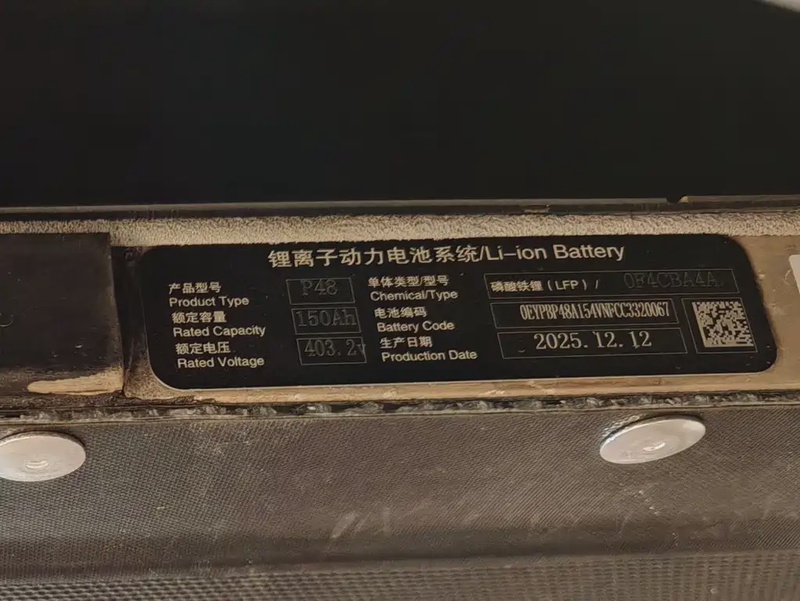 锂离子动力电池系统/Li-ion Battery
产品型号 P48 单体类型/型号 磷酸铁锂(LFP)/ 0F4CBA4A
Product Type Chemical/Type
额定容量 150Ah 电池编码 0EYPBP48A154VNFCC3320067
Rated Capacity Battery Code
额定电压 403.2v 生产日期 2025.12.12
Rated Voltage Production Date